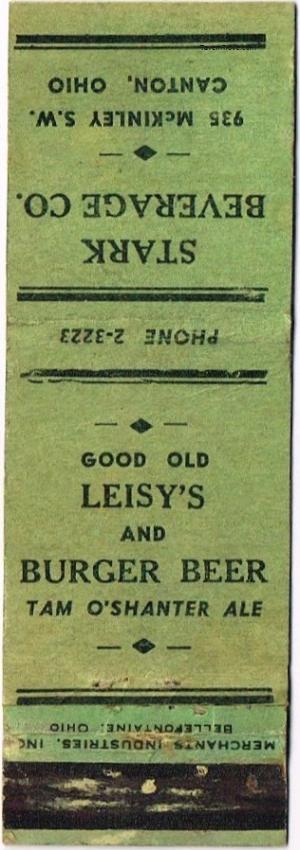 STARK
BEVERAGE CO.
935 McKINLEY S.W.
CANTON, OHIO
PHONE 2-3223
GOOD OLD
LEISY'S
AND
BURGER BEER
TAM O'SHANTER ALE
MERCHANTS INDUSTRIES, INC
BELLEFONTAINE, OHIO